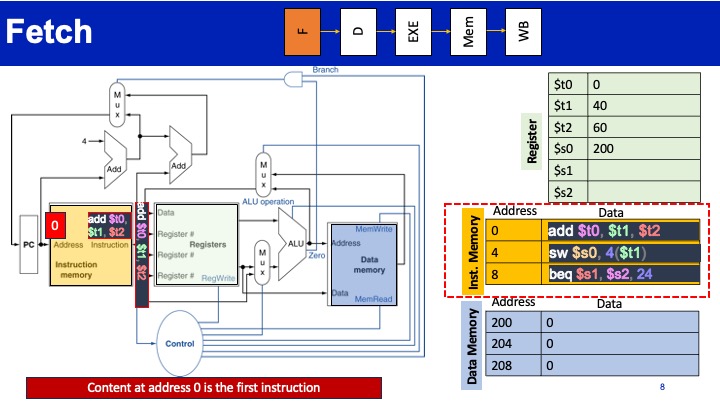 Fetch
F
D
EXE
Mem
WB
Branch
Mux
4
Add
Add
Mux
ALU operation
0
add $t0,
$t1, $t2
add $t0, $t1, $t2
PC
Address
Instruction
Instruction
memory
Data
Register #
Register #
Registers
Register #
RegWrite
Mux
ALU
Zero
MemWrite
Address
Data
memory
Data
MemRead
Control
Register
$t0 0
$t1 40
$t2 60
$s0 200
$s1
$s2
Inst. Memory
Address Data
0 add $t0, $t1, $t2
4 sw $s0, 4($t1)
8 beq $s1, $s2, 24
Data Memory
Address Data
200 0
204 0
208 0
Content at address 0 is the first instruction
8